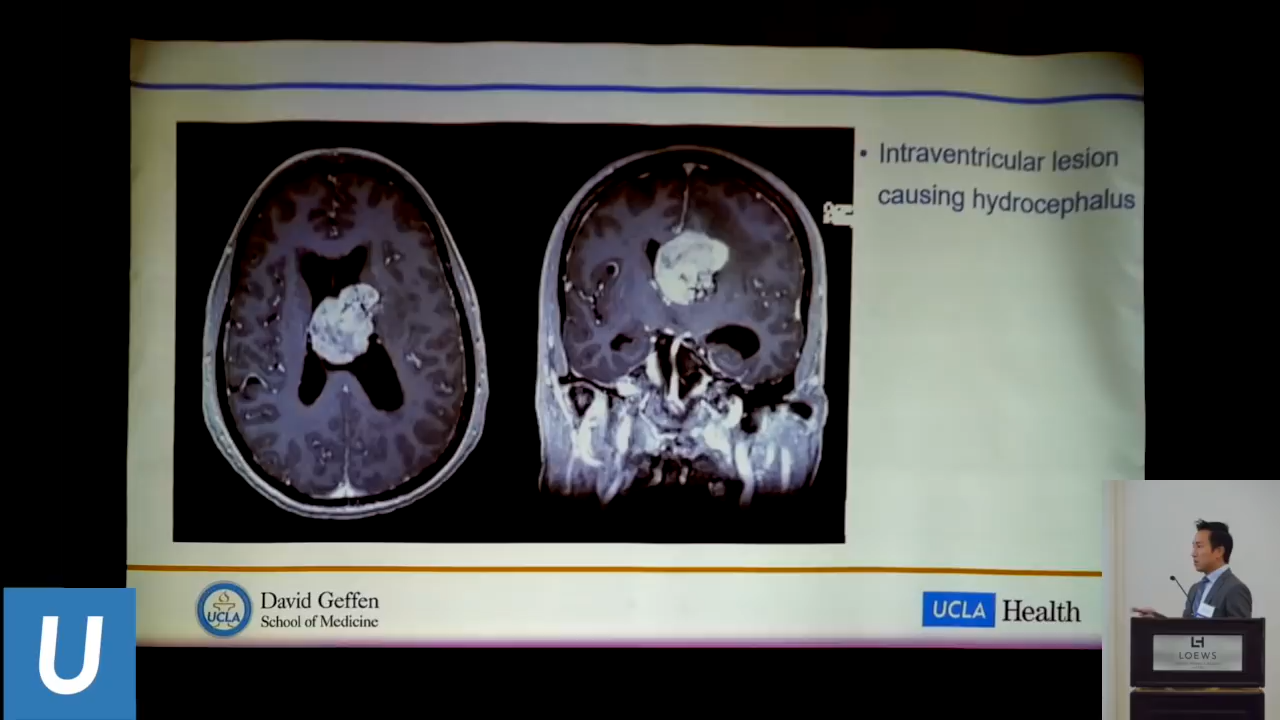 • Intraventricular lesion
causing hydrocephalus
UCLA
David Geffen
School of Medicine
UCLA Health
U
LOEWS